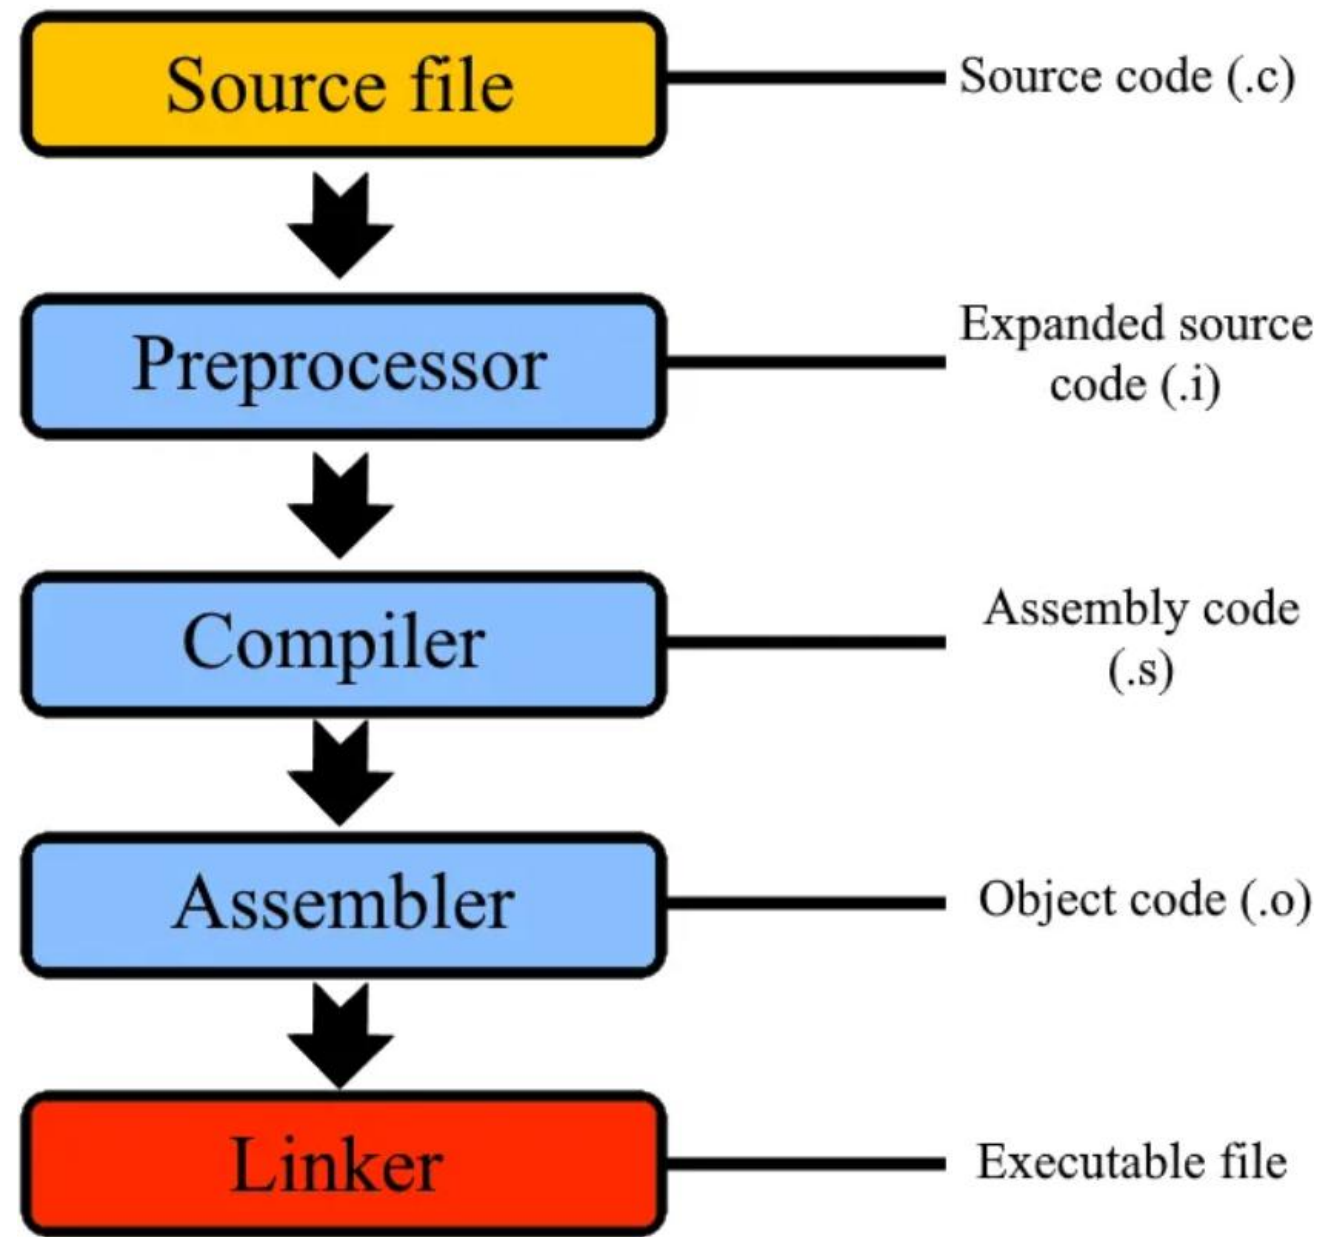 Source file
Source code (.c)
Preprocessor
Expanded source
code (.i)
Compiler
Assembly code
(.s)
Assembler
Object code (.o)
Linker
Executable file